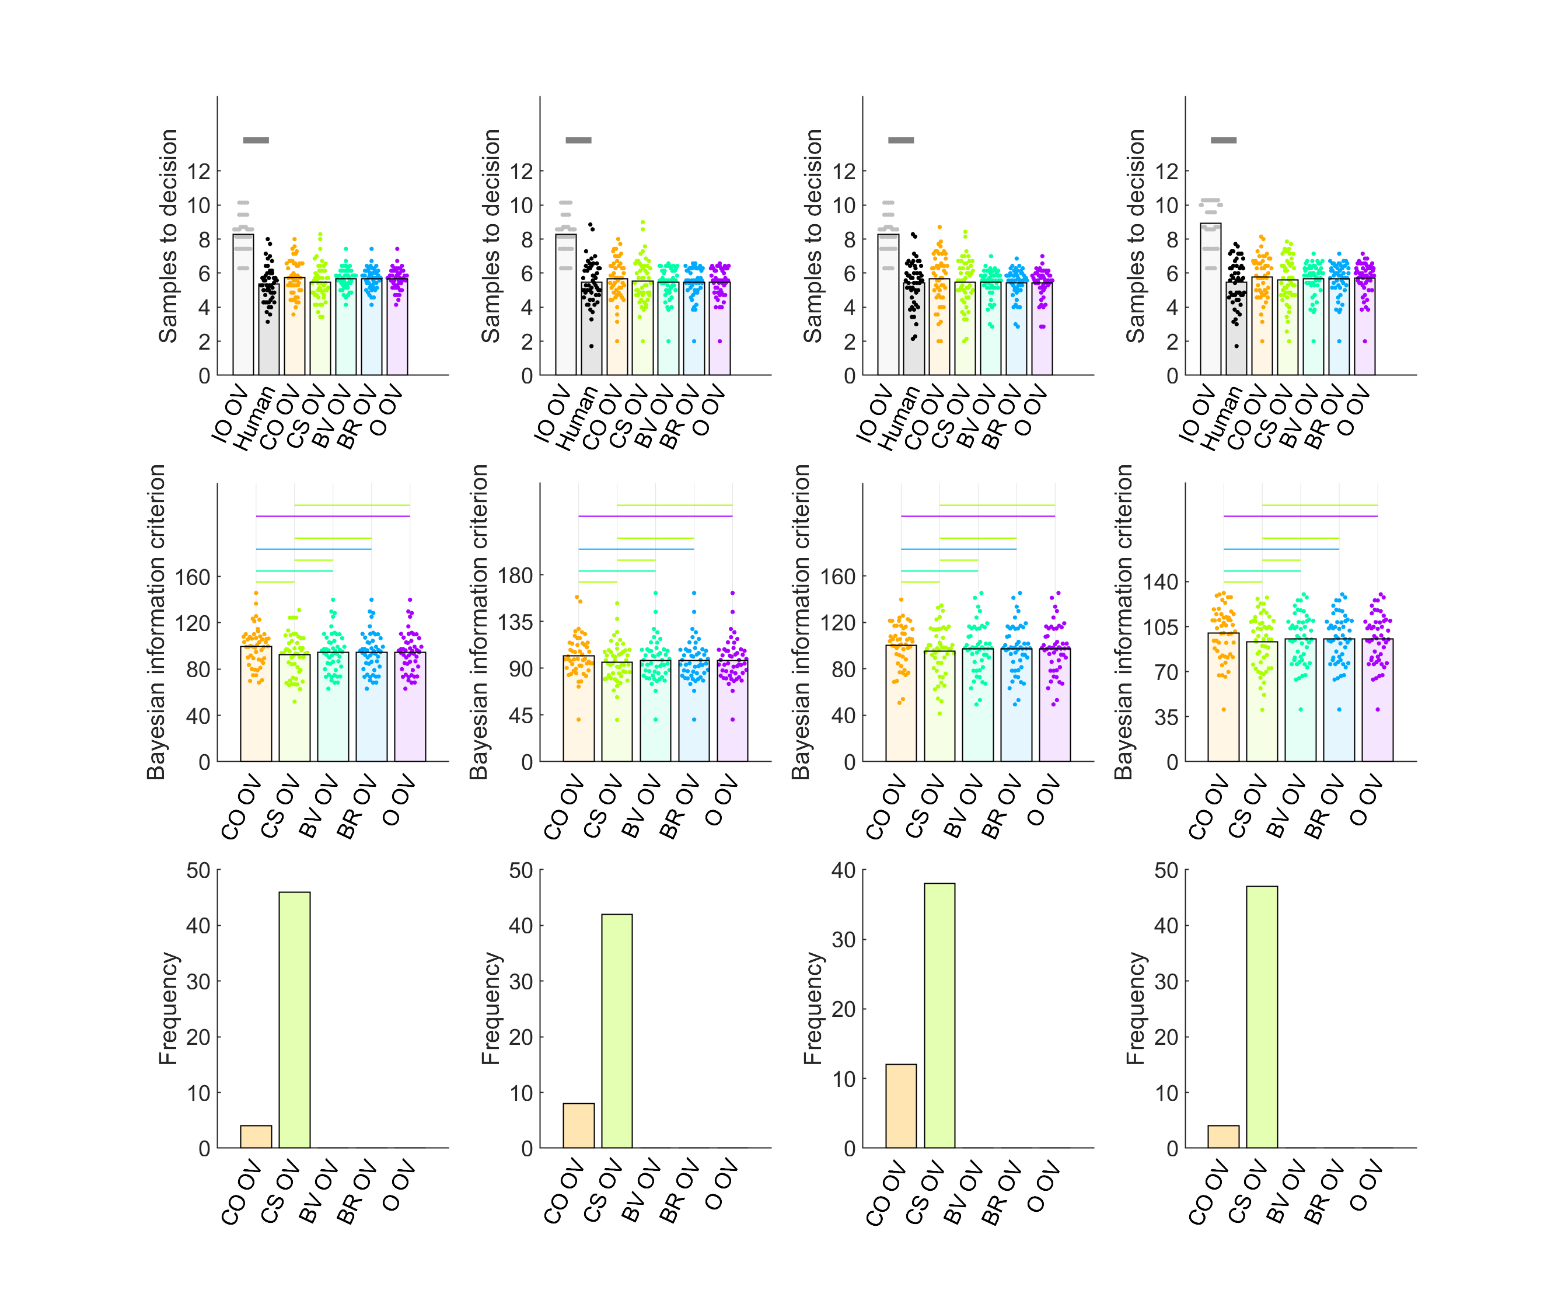 Samples to decision
12
10
8
6
4
2
0
IO OV
Human
CO OV
CS OV
BV OV
BR OV
O OV
Samples to decision
12
10
8
6
4
2
0
IO OV
Human
CO OV
CS OV
BV OV
BR OV
O OV
Samples to decision
12
10
8
6
4
2
0
IO OV
Human
CO OV
CS OV
BV OV
BR OV
O OV
Samples to decision
12
10
8
6
4
2
0
IO OV
Human
CO OV
CS OV
BV OV
BR OV
O OV
Bayesian information criterion
160
120
80
40
0
CO OV
CS OV
BV OV
BR OV
O OV
Bayesian information criterion
180
135
90
45
0
CO OV
CS OV
BV OV
BR OV
O OV
Bayesian information criterion
160
120
80
40
0
CO OV
CS OV
BV OV
BR OV
O OV
Bayesian information criterion
140
105
70
35
0
CO OV
CS OV
BV OV
BR OV
O OV
Frequency
50
40
30
20
10
0
CO OV
CS OV
BV OV
BR OV
O OV
Frequency
50
40
30
20
10
0
CO OV
CS OV
BV OV
BR OV
O OV
Frequency
40
30
20
10
0
CO OV
CS OV
BV OV
BR OV
O OV
Frequency
50
40
30
20
10
0
CO OV
CS OV
BV OV
BR OV
O OV